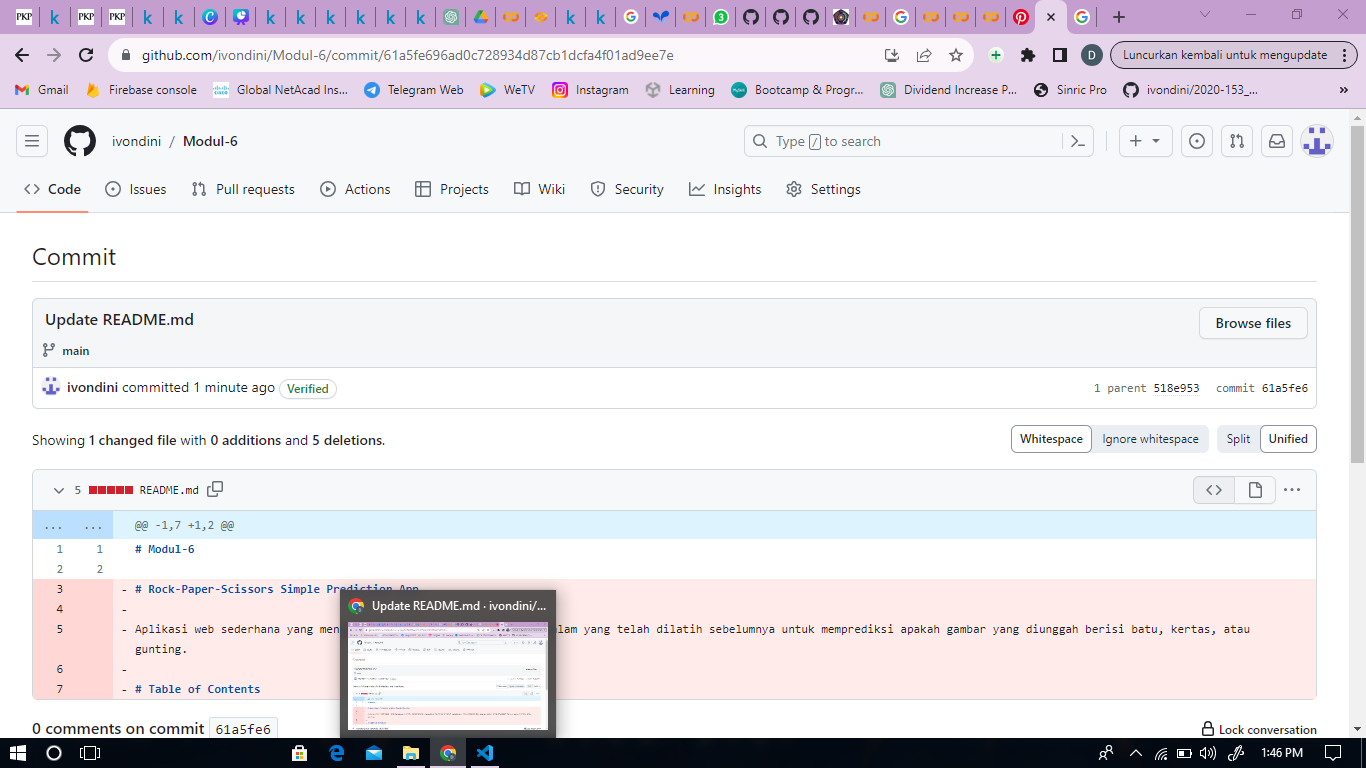 PKP
PKP
PKP
3
github.com/ivondini/Modul-6/commit/61a5fe696ad0c728934d87cb1dcfa4f01ad9ee7e
D
Luncurkan kembali untuk mengupdate
Gmail
Firebase console
Global NetAcad Ins...
Telegram Web
WeTV
Instagram
Learning
Bootcamp & Progr...
Dividend Increase P...
Sinric Pro
ivondini/2020-153_...
»
ivondini / Modul-6
Type / to search
Code
Issues
Pull requests
Actions
Projects
Wiki
Security
Insights
Settings
Commit
Update README.md
Browse files
main
ivondini committed 1 minute ago Verified
1 parent 518e953 commit 61a5fe6
Showing 1 changed file with 0 additions and 5 deletions.
Whitespace
Ignore whitespace
Split
Unified
5 README.md
... ... @@ -1,7 +1,2 @@
1 1 # Modul-6
2 2
3 - # Rock-Paper-Scissors Simple Prediction App
4 -
5 - Aplikasi web sederhana yang telah dilatih sebelumnya untuk memprediksi apakah gambar yang diunggah berisi batu, kertas, atau
gunting.
6 -
7 - # Table of Contents
Update README.md · ivondini/...
0 comments on commit 61a5fe6
Lock conversation
1:46 PM